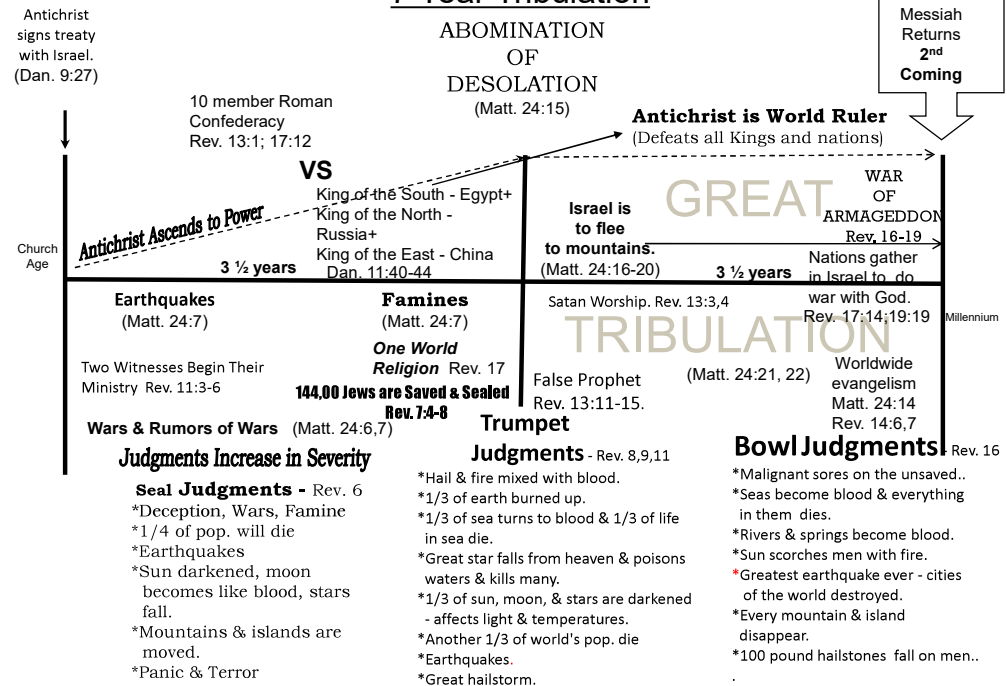 7 Year Tribulation
Antichrist
signs treaty
with Israel.
(Dan. 9:27)
ABOMINATION
OF
DESOLATION
(Matt. 24:15)
Messiah
Returns
2nd
Coming
10 member Roman
Confederacy
Rev. 13:1; 17:12
Antichrist is World Ruler
(Defeats all Kings and nations)
VS
King of the South - Egypt+
King of the North -
Russia+
King of the East - China
Dan. 11:40-44
Antichrist Ascends to Power
Church
Age
3 ½ years
GREAT
Israel is
to flee
to mountains.
(Matt. 24:16-20)
3 ½ years
WAR
OF
ARMAGEDDON
Rev. 16-19
Nations gather
in Israel to do
war with God.
Rev. 17:14;19:19
Millennium
Earthquakes
(Matt. 24:7)
Famines
(Matt. 24:7)
Satan Worship. Rev. 13:3,4
TRIBULATION
One World
Religion Rev. 17
Two Witnesses Begin Their
Ministry Rev. 11:3-6
144,00 Jews are Saved & Sealed
Rev. 7:4-8
False Prophet
Rev. 13:11-15.
(Matt. 24:21, 22)
Worldwide
evangelism
Matt. 24:14
Rev. 14:6,7
Wars & Rumors of Wars (Matt. 24:6,7)
Judgments Increase in Severity
Seal Judgments - Rev. 6
*Deception, Wars, Famine
*1/4 of pop. will die
*Earthquakes
*Sun darkened, moon
becomes like blood, stars
fall.
*Mountains & islands are
moved.
*Panic & Terror
Trumpet
Judgments - Rev. 8,9,11
*Hail & fire mixed with blood.
*1/3 of earth burned up.
*1/3 of sea turns to blood & 1/3 of life
in sea die.
*Great star falls from heaven & poisons
waters & kills many.
*1/3 of sun, moon, & stars are darkened
- affects light & temperatures.
*Another 1/3 of world's pop. die
*Earthquakes.
*Great hailstorm.
Bowl Judgments - Rev. 16
*Malignant sores on the unsaved..
*Seas become blood & everything
in them dies.
*Rivers & springs become blood.
*Sun scorches men with fire.
*Greatest earthquake ever - cities
of the world destroyed.
*Every mountain & island
disappear.
*100 pound hailstones fall on men..
.